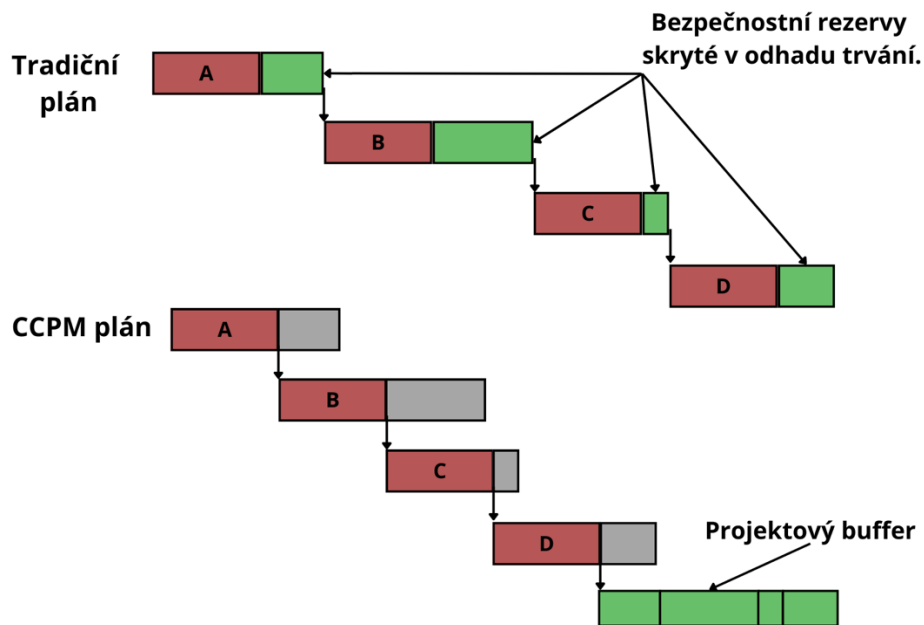 Bezpečnostní rezervy
skryté v odhadu trvání.
Tradiční
plán
A
B
C
D
CCPM plán
A
B
C
D
Projektový buffer